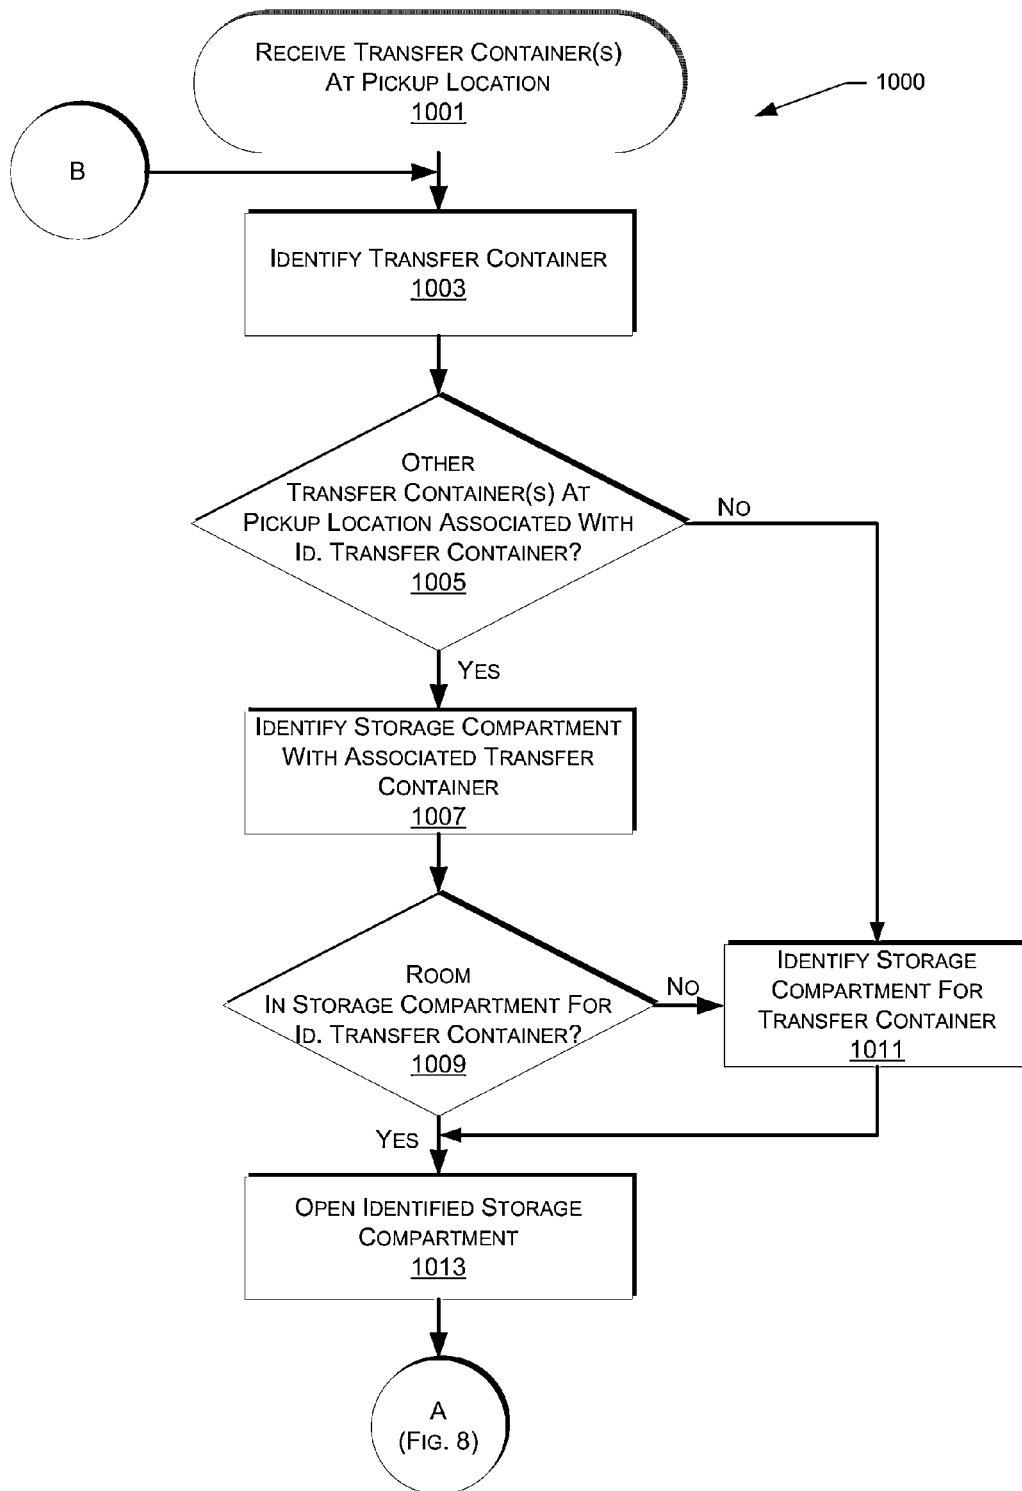 RECEIVE TRANSFER CONTAINER(S)
AT PICKUP LOCATION
1001
1000
B
IDENTIFY TRANSFER CONTAINER
1003
OTHER
TRANSFER CONTAINER(S) AT
PICKUP LOCATION ASSOCIATED WITH
ID. TRANSFER CONTAINER?
1005
NO
YES
IDENTIFY STORAGE COMPARTMENT
WITH ASSOCIATED TRANSFER
CONTAINER
1007
ROOM
IN STORAGE COMPARTMENT FOR
ID. TRANSFER CONTAINER?
1009
NO
IDENTIFY STORAGE
COMPARTMENT FOR
TRANSFER CONTAINER
1011
YES
OPEN IDENTIFIED STORAGE
COMPARTMENT
1013
A
(FIG. 8)